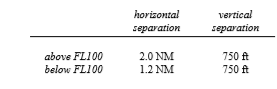 horizontal vertical
separation separation
above FL100 2.0 NM 750 ft
below FL100 1.2 NM 750 ft